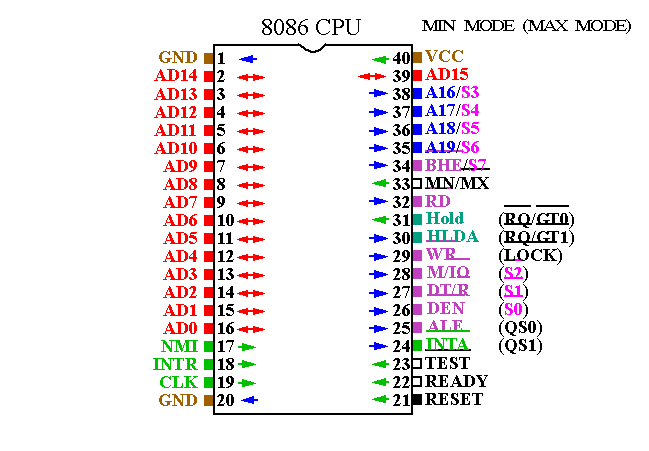 8086 CPU MIN MODE (MAX MODE)
GND 1 40 VCC
AD14 2 39 AD15
AD13 3 38 A16/S3
AD12 4 37 A17/S4
AD11 5 36 A18/S5
AD10 6 35 A19/S6
AD9 7 34 BHE/S7
AD8 8 33 MN/MX
AD7 9 32 RD
AD6 10 31 Hold (RQ/GT0)
AD5 11 30 HLDA (RQ/GT1)
AD4 12 29 WR (LOCK)
AD3 13 28 M/IO (S2)
AD2 14 27 DT/R (S1)
AD1 15 26 DEN (S0)
AD0 16 25 ALE (QS0)
NMI 17 24 INTA (QS1)
INTR 18 23 TEST
CLK 19 22 READY
GND 20 21 RESET